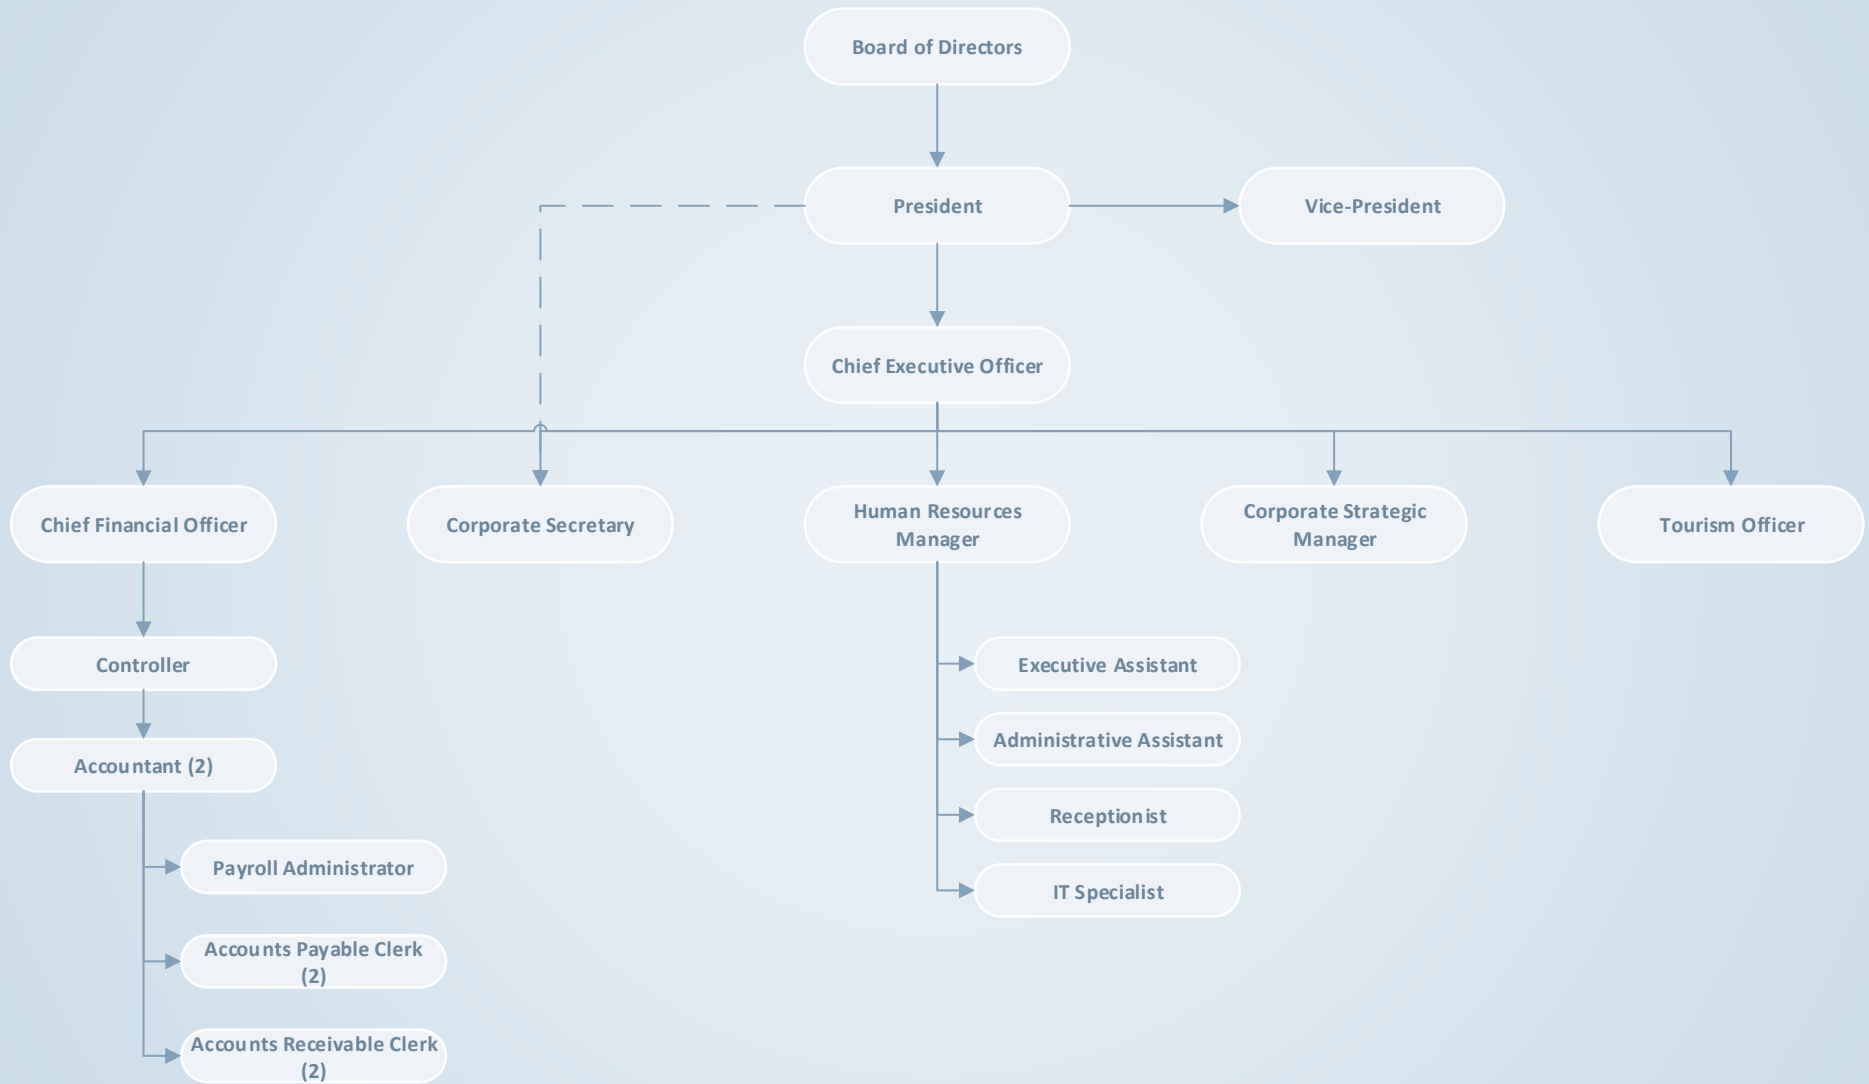 Board of Directors
President
Vice-President
Chief Executive Officer
Chief Financial Officer
Corporate Secretary
Human Resources
Manager
Corporate Strategic
Manager
Tourism Officer
Controller
Executive Assistant
Administrative Assistant
Accountant (2)
Receptionist
Payroll Administrator
IT Specialist
Accounts Payable Clerk
(2)
Accounts Receivable Clerk
(2)